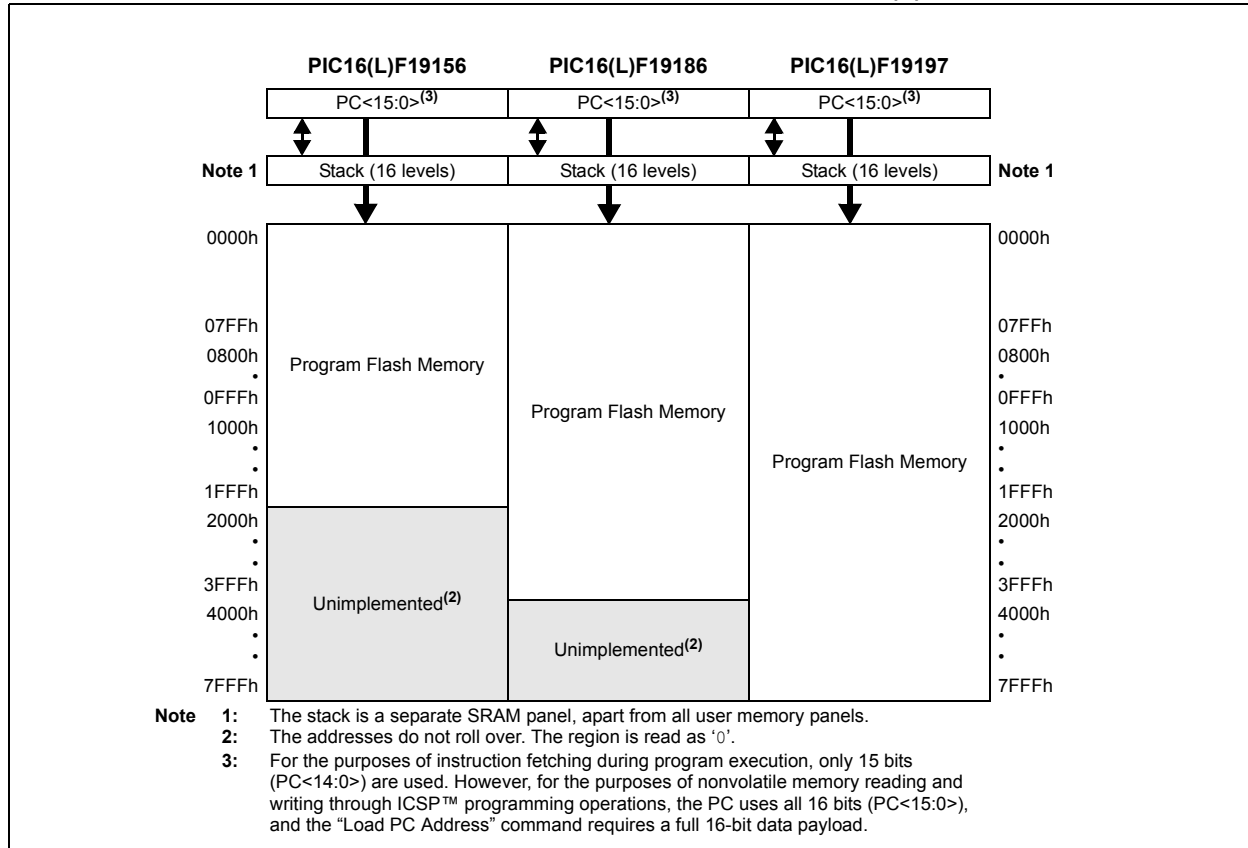 PIC16(L)F19156 PIC16(L)F19186 PIC16(L)F19197
PC<15:0>(3) PC<15:0>(3) PC<15:0>(3)
Note 1 Stack (16 levels) Stack (16 levels) Stack (16 levels) Note 1
0000h 0000h
07FFh 07FFh
0800h 0800h
Program Flash Memory
• •
0FFFh 0FFFh
Program Flash Memory
1000h 1000h
• •
Program Flash Memory
• •
1FFFh 1FFFh
2000h 2000h
• •
• •
3FFFh 3FFFh
Unimplemented(2)
4000h 4000h
• •
Unimplemented(2)
• •
7FFFh 7FFFh
Note 1: The stack is a separate SRAM panel, apart from all user memory panels.
2: The addresses do not roll over. The region is read as ‘0’.
3: For the purposes of instruction fetching during program execution, only 15 bits
(PC<14:0>) are used. However, for the purposes of nonvolatile memory reading and
writing through ICSP™ programming operations, the PC uses all 16 bits (PC<15:0>),
and the “Load PC Address” command requires a full 16-bit data payload.